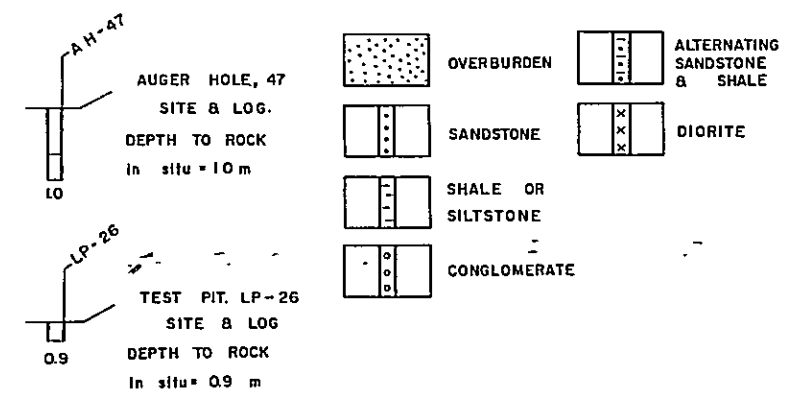 AH-47
AUGER HOLE, 47
SITE & LOG.
DEPTH TO ROCK
in situ = 10 m
1.0
LP-26
TEST PIT. LP-26
SITE & LOG
DEPTH TO ROCK
in situ = 0.9 m
0.9
OVERBURDEN
SANDSTONE
SHALE OR
SILTSTONE
CONGLOMERATE
ALTERNATING
SANDSTONE
& SHALE
DIORITE